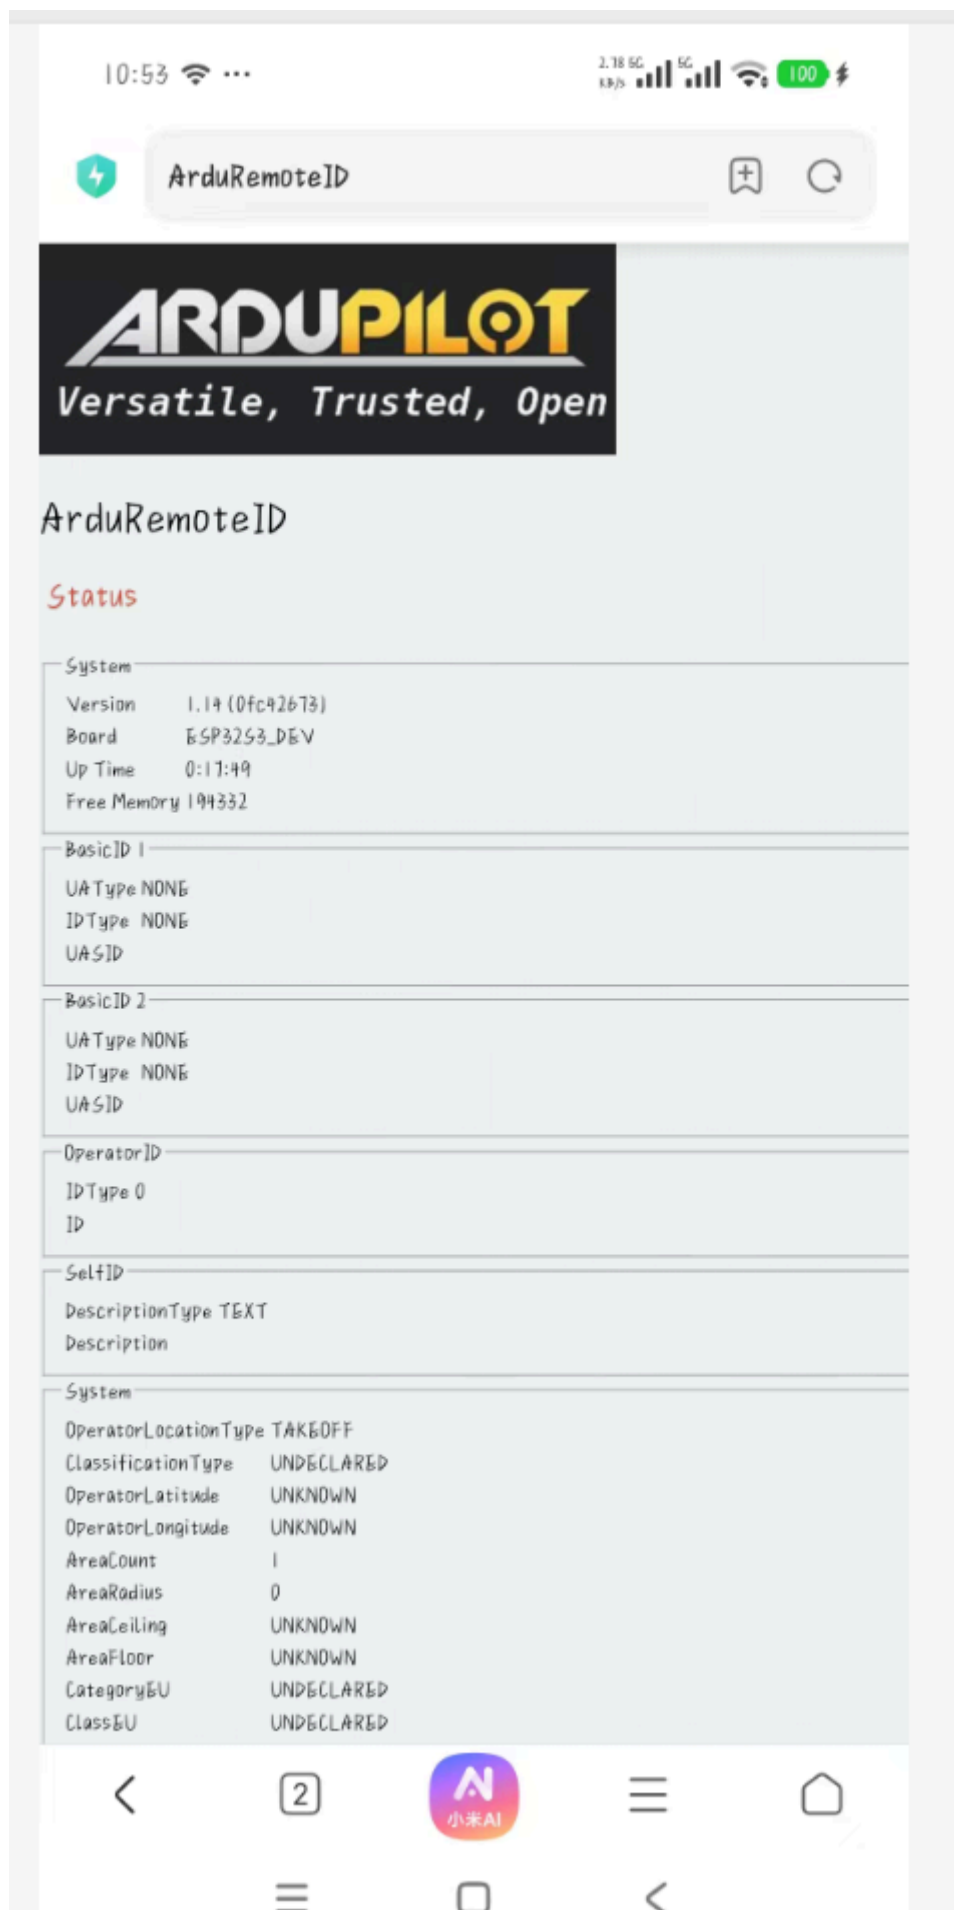 10:53
2.78 5G 5G 100
KB/s
ArduRemoteID
ARDUPILOT
Versatile, Trusted, Open
ArduRemoteID
Status
System
Version 1.14 (0fc42673)
Board ESP32S3_DEV
Up Time 0:17:49
Free Memory 194332
BasicID 1
UAType NONE
IDType NONE
UASID
BasicID 2
UAType NONE
IDType NONE
UASID
OperatorID
IDType 0
ID
SelfID
DescriptionType TEXT
Description
System
OperatorLocationType TAKEOFF
ClassificationType UNDECLARED
OperatorLatitude UNKNOWN
OperatorLongitude UNKNOWN
AreaCount 1
AreaRadius 0
AreaCeiling UNKNOWN
AreaFloor UNKNOWN
CategoryEU UNDECLARED
ClassEU UNDECLARED
2
小米AI